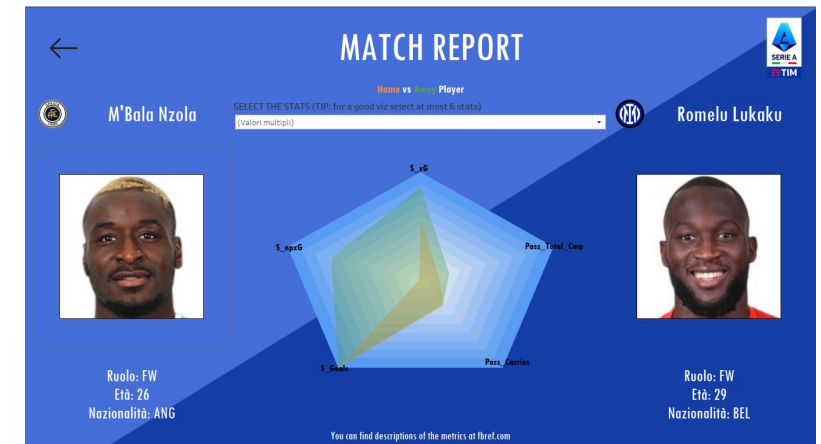 MATCH REPORT
SERIE A
TIM
Home vs Away Player
M'Bala Nzola
SELECT THE STATS (TIP: for a good viz select at most 6 stats)
(Valori multipli)
Romelu Lukaku
S_xG
S_npxG
Pass_Total_Cmp
S_Goals
Poss_Carries
Ruolo: FW
Età: 26
Nazionalità: ANG
Ruolo: FW
Età: 29
Nazionalità: BEL
You can find descriptions of the metrics at fbref.com